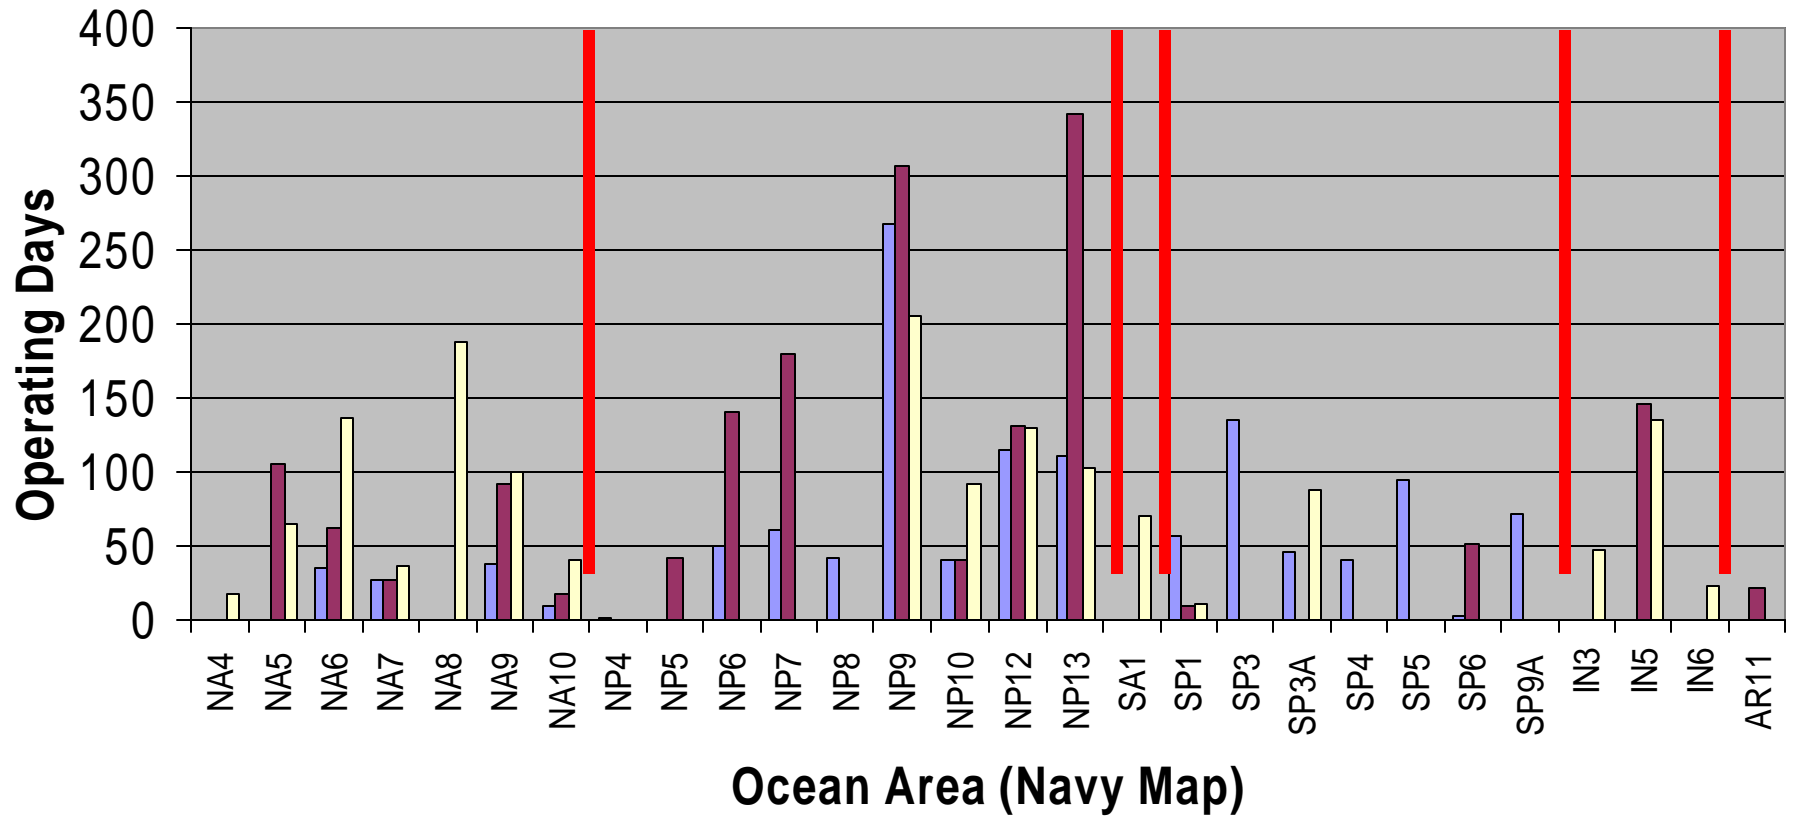 400
350
300
250
200
150
100
50
0
Operating Days
NA4
NA5
NA6
NA7
NA8
NA9
NA10
NP4
NP5
NP6
NP7
NP8
NP9
NP10
NP12
NP13
SA1
SP1
SP3
SP3A
SP4
SP5
SP6
SP9A
IN3
IN5
IN6
AR11
Ocean Area (Navy Map)